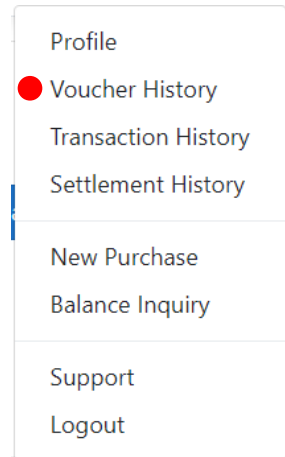 Profile
Voucher History
Transaction History
Settlement History
New Purchase
Balance Inquiry
Support
Logout